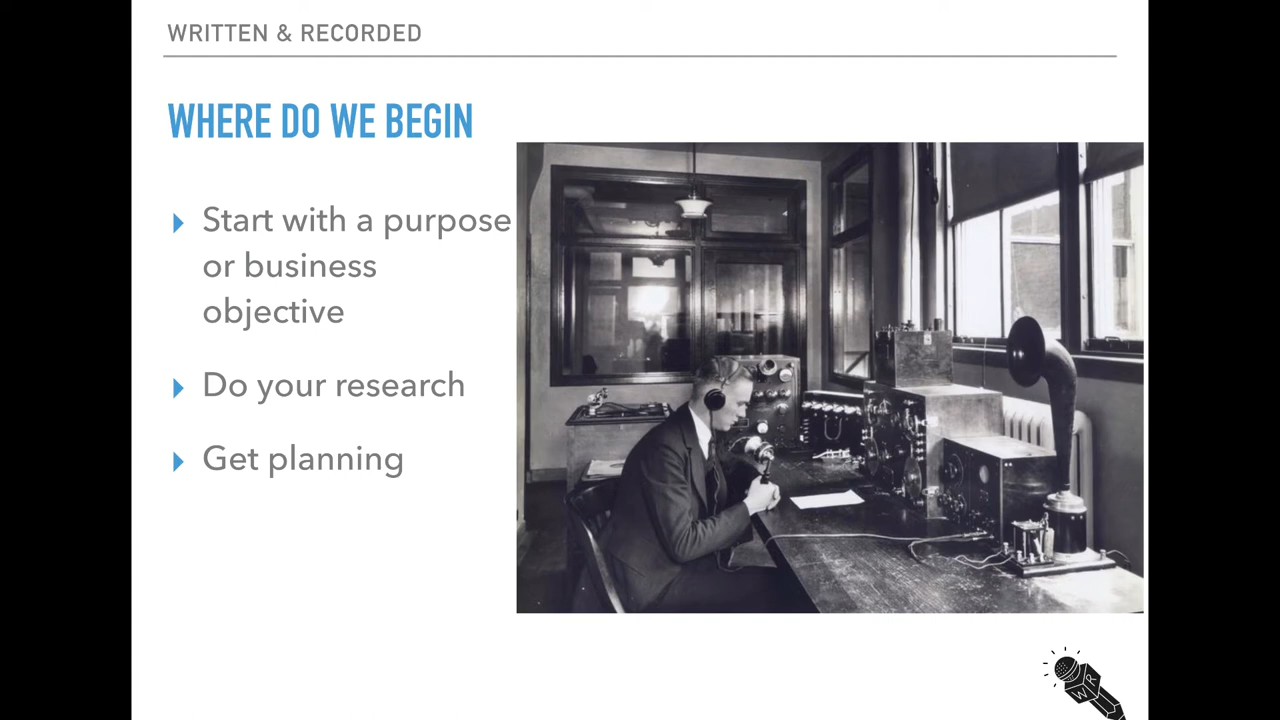 WRITTEN & RECORDED
WHERE DO WE BEGIN
Start with a purpose
or business
objective
Do your research
Get planning
W R